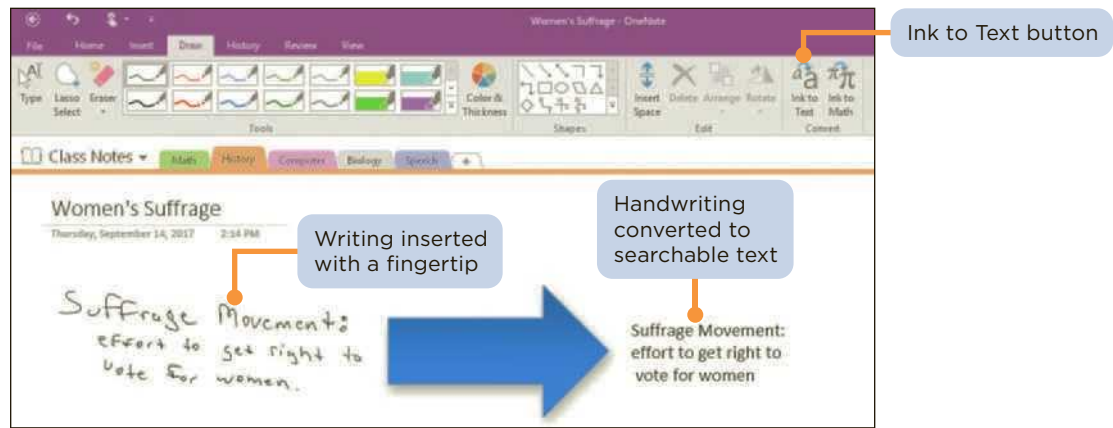 Women's Suffrage - OneNote
File Home Insert Draw History Review View
Ink to Text button
Type Lasso Select Eraser Color & Thickness Insert Space Delete Arrange Rotate Ink to Text Ink to Math
Tools Shapes Edit Convert
Class Notes Math History Computer Biology Speech +
Women's Suffrage
Thursday, September 14, 2017 2:14 PM
Writing inserted
with a fingertip
Handwriting
converted to
searchable text
Suffrage Movement:
effort to get right to
vote for women.
Suffrage Movement:
effort to get right to
vote for women